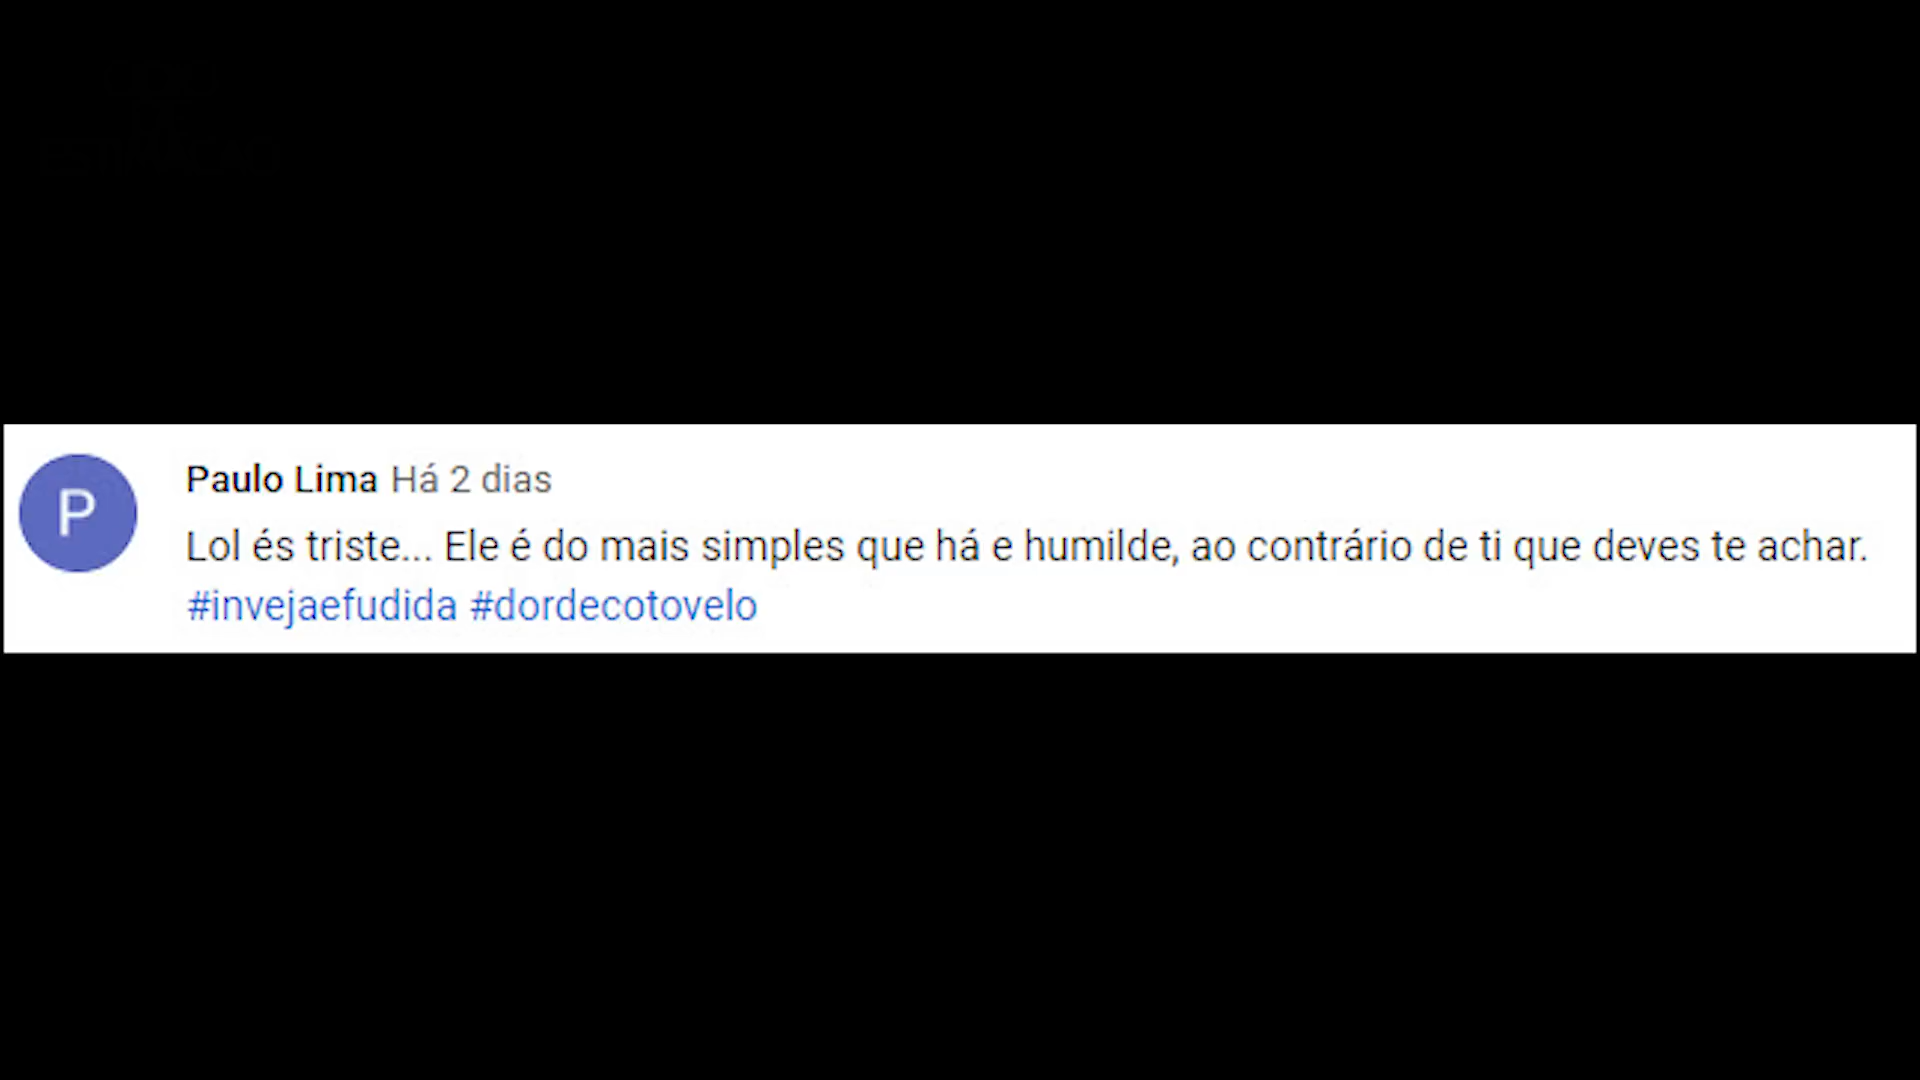 P
Paulo Lima Há 2 dias
Lol és triste... Ele é do mais simples que há e humilde, ao contrário de ti que deves te achar.
#invejaefudida #dordecotovelo